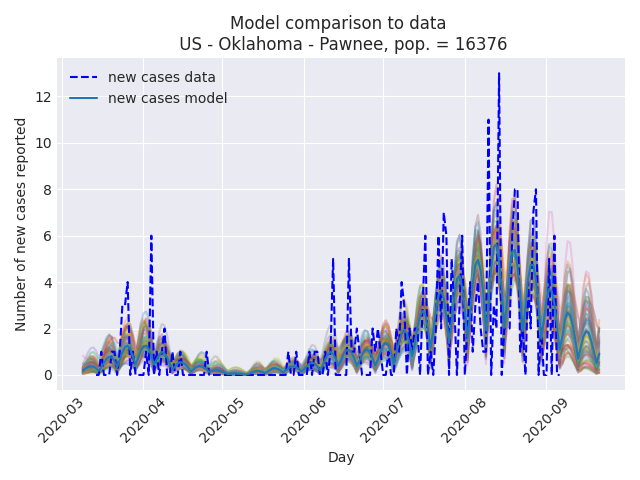 Model comparison to data
US - Oklahoma - Pawnee, pop. = 16376
new cases data
new cases model
Number of new cases reported
12
10
8
6
4
2
0
2020-03
2020-04
2020-05
2020-06
2020-07
2020-08
2020-09
Day